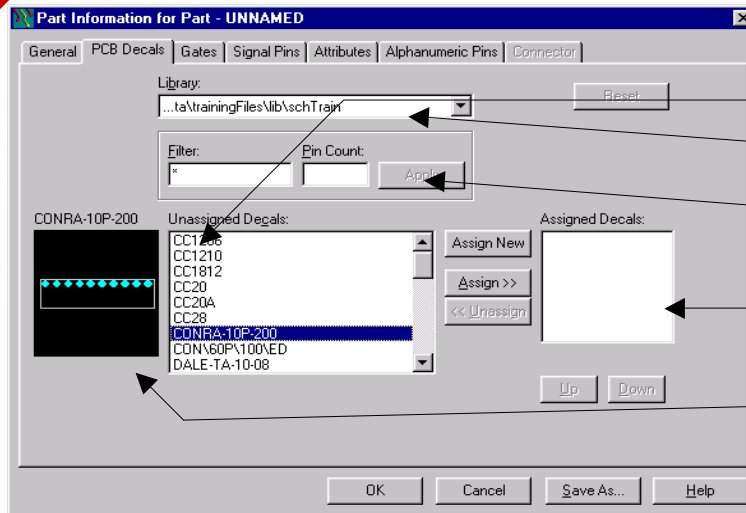 Part Information for Part - UNNAMED
General PCB Decals Gates Signal Pins Attributes Alphanumeric Pins Connector
Library:
...ta\trainingFiles\lib\schTrain
Reset
Filter: Pin Count:
*
Apply
CONRA-10P-200 Unassigned Decals: Assigned Decals:
CC1206
CC1210
CC1812
CC20
CC20A
CC28
CONRA-10P-200
CON\60P\100\ED
DALE-TA-10-08
Assign New
Assign >>
<< Unassign
Up Down
OK Cancel Save As... Help